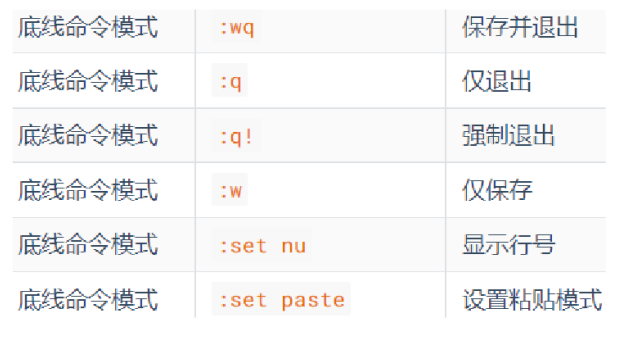 底线命令模式 :wq 保存并退出
底线命令模式 :q 仅退出
底线命令模式 :q! 强制退出
底线命令模式 :w 仅保存
底线命令模式 :set nu 显示行号
底线命令模式 :set paste 设置粘贴模式